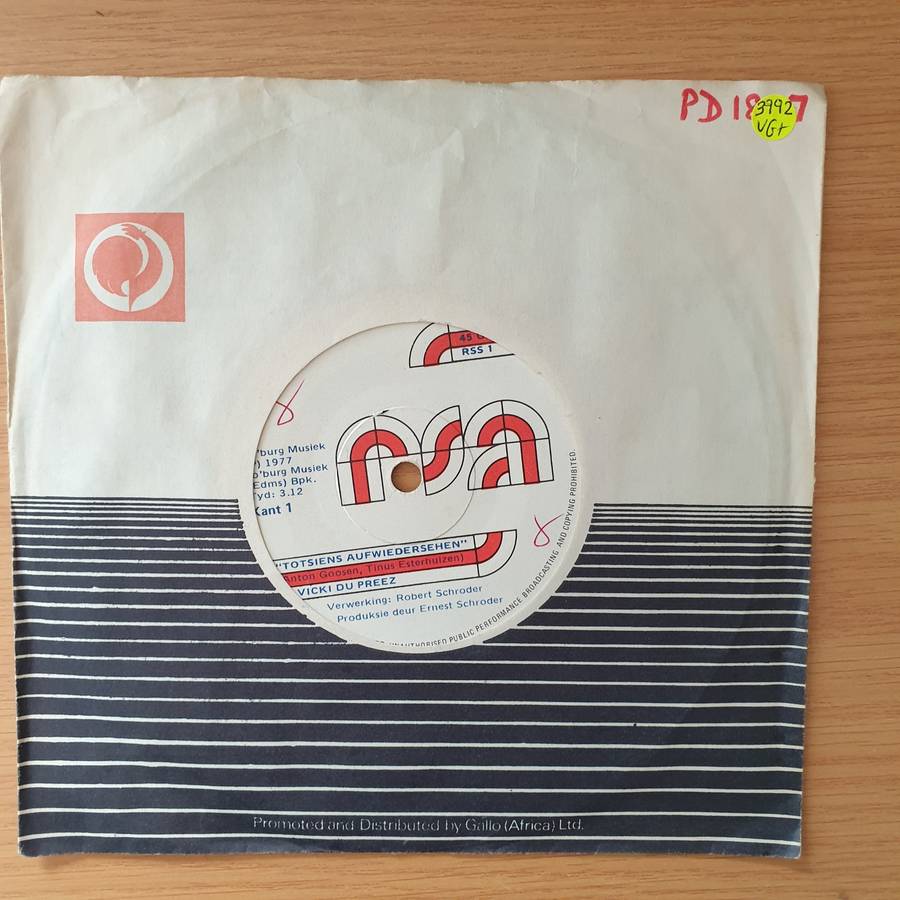 PD 18 7
3992
VG+
45
RSS 1
'burg Musiek
) 1977
'burg Musiek
Edms) Bpk.
Tyd: 3.12
Kant 1
rsa
"TOTSIENS AUFWIEDERSEHEN"
Anton Goosen, Tinus Esterhuizen)
VICKI DU PREEZ
Verwerking: Robert Schroder
Produksie deur Ernest Schroder
UNAUTHORISED PUBLIC PERFORMANCE BROADCASTING AND COPYING PROHIBITED.
Promoted and Distributed by Gallo (Africa) Ltd.